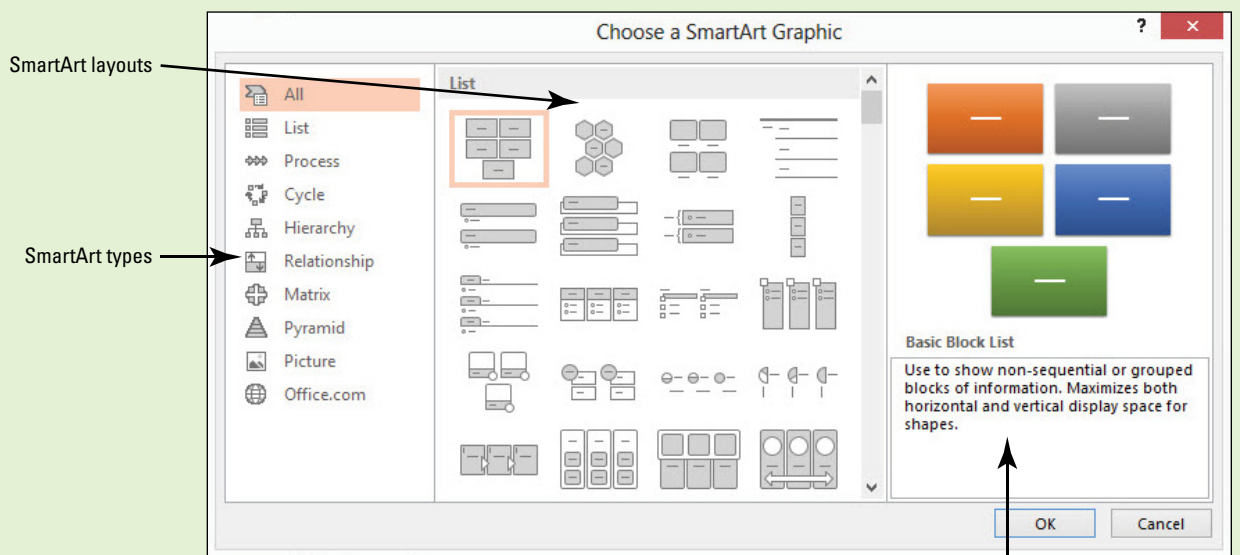 Choose a SmartArt Graphic
?
SmartArt layouts
SmartArt types
All
List
Process
Cycle
Hierarchy
Relationship
Matrix
Pyramid
Picture
Office.com
List
Basic Block List
Use to show non-sequential or grouped
blocks of information. Maximizes both
horizontal and vertical display space for
shapes.
OK
Cancel